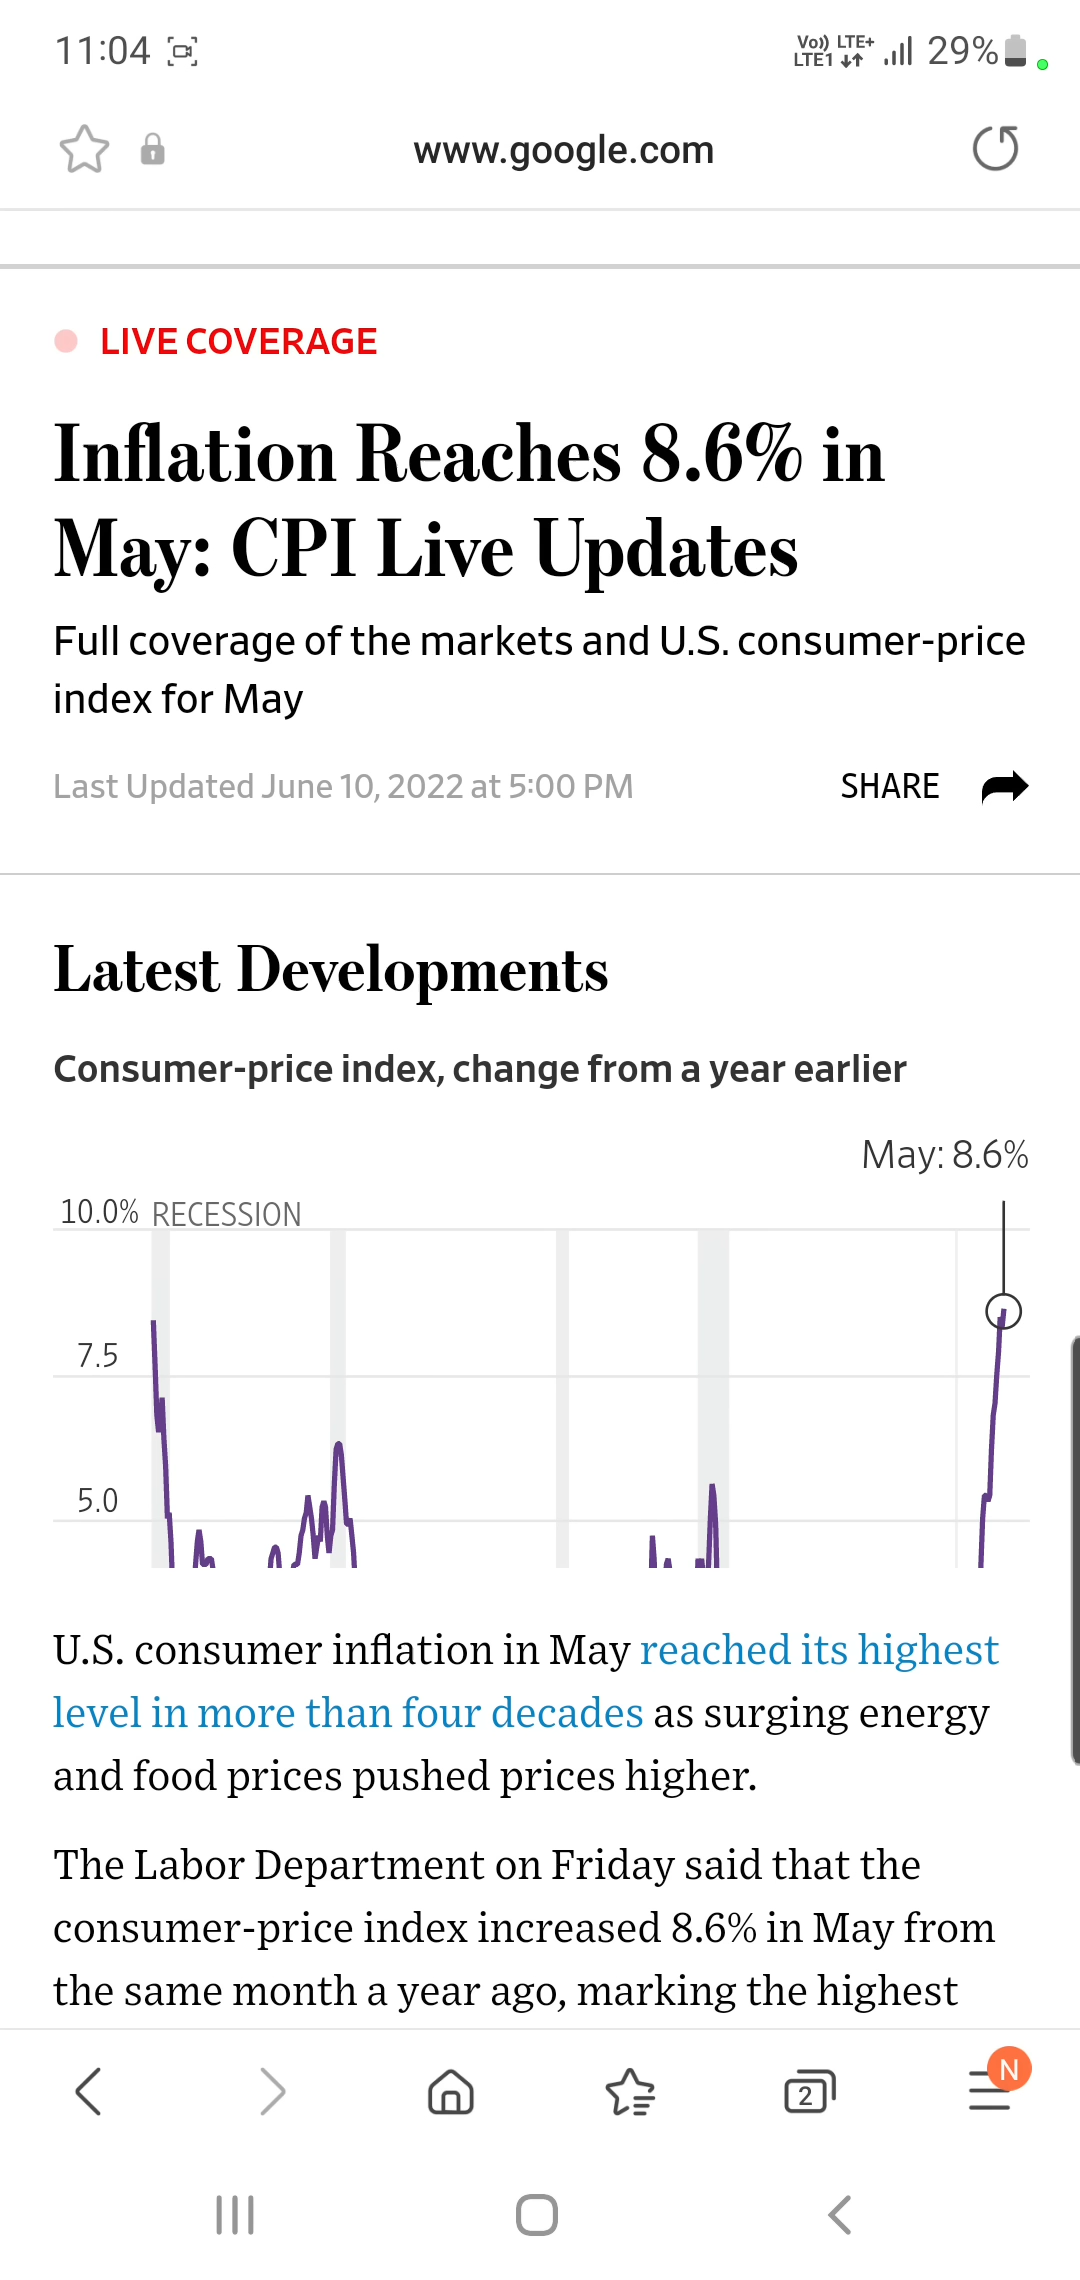 11:04
Vo)) LTE+
LTE1
29%
www.google.com
LIVE COVERAGE
Inflation Reaches 8.6% in
May: CPI Live Updates
Full coverage of the markets and U.S. consumer-price
index for May
Last Updated June 10, 2022 at 5:00 PM
SHARE
Latest Developments
Consumer-price index, change from a year earlier
May: 8.6%
10.0% RECESSION
7.5
5.0
U.S. consumer inflation in May reached its highest
level in more than four decades as surging energy
and food prices pushed prices higher.
The Labor Department on Friday said that the
consumer-price index increased 8.6% in May from
the same month a year ago, marking the highest
2
N